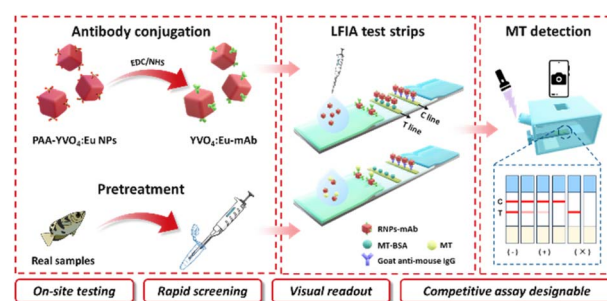 Antibody conjugation
EDC/NHS
PAA-YVO₄:Eu NPs
YVO₄:Eu-mAb
Pretreatment
Real samples
LFIA test strips
C line
T line
RNPs-mAb
MT-BSA
MT
Goat anti-mouse IgG
MT detection
C
T
(-)
(+)
(×)
On-site testing
Rapid screening
Visual readout
Competitive assay designable